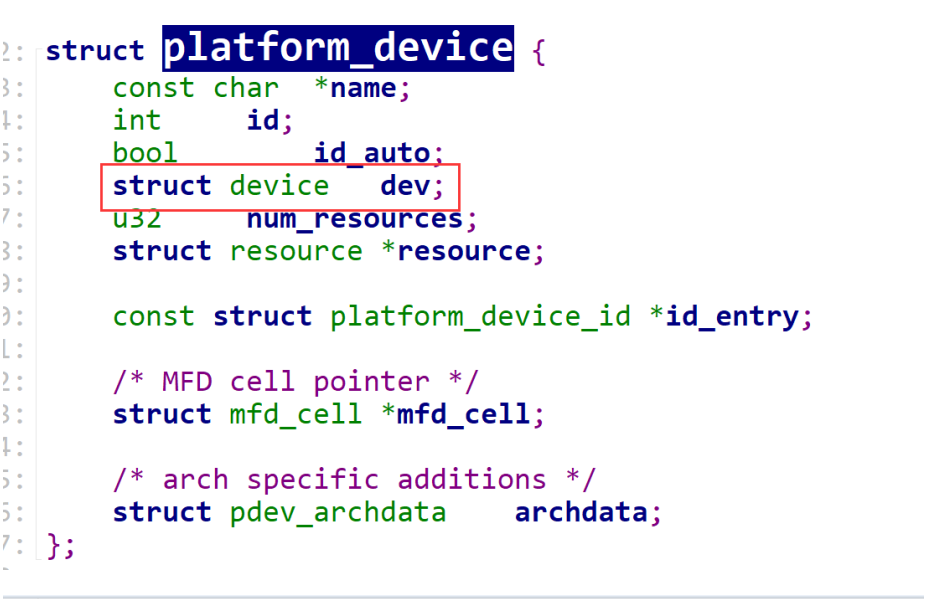 2: struct platform_device {
3: const char *name;
4: int id;
5: bool id_auto;
6: struct device dev;
7: u32 num_resources;
8: struct resource *resource;
9:
0: const struct platform_device_id *id_entry;
1:
2: /* MFD cell pointer */
3: struct mfd_cell *mfd_cell;
4:
5: /* arch specific additions */
6: struct pdev_archdata archdata;
7: };